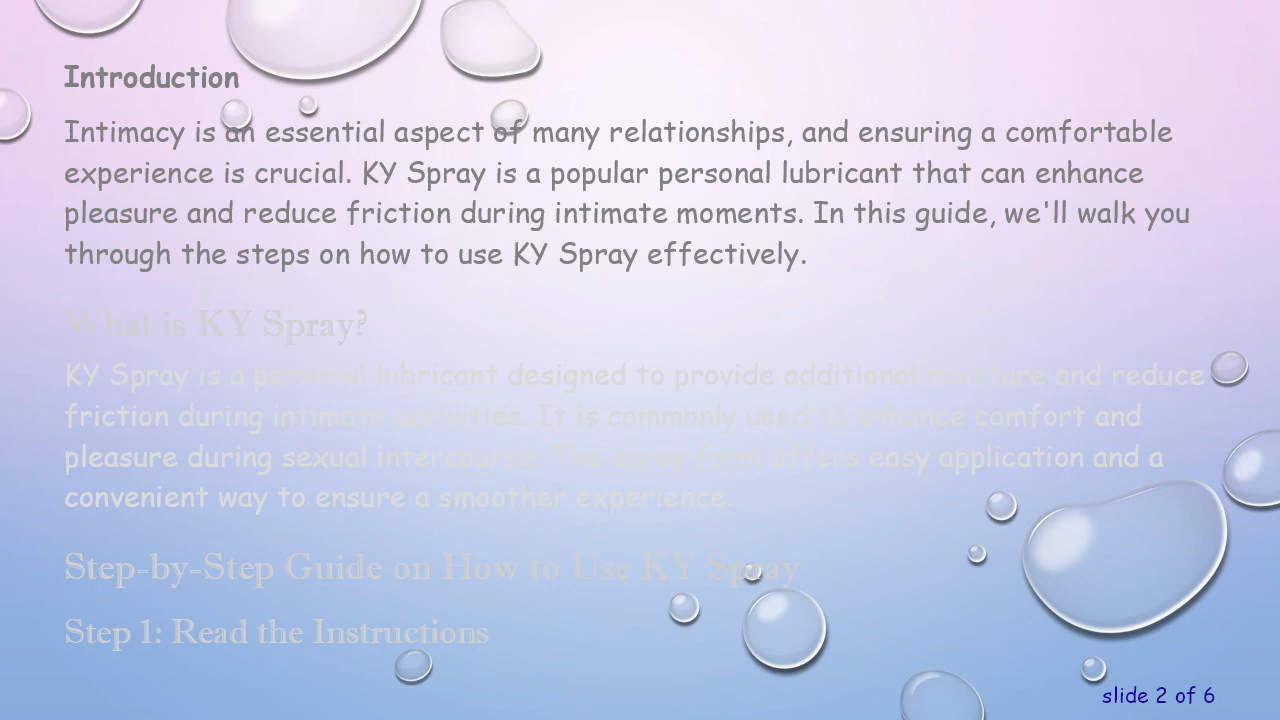 Introduction
Intimacy is an essential aspect of many relationships, and ensuring a comfortable
experience is crucial. KY Spray is a popular personal lubricant that can enhance
pleasure and reduce friction during intimate moments. In this guide, we'll walk you
through the steps on how to use KY Spray effectively.
What is KY Spray?
KY Spray is a personal lubricant designed to provide additional moisture and reduce
friction during intimate activities. It is commonly used to enhance comfort and
pleasure during sexual intercourse. The spray form offers easy application and a
convenient way to ensure a smoother experience.
Step-by-Step Guide on How to Use KY Spray
Step 1: Read the Instructions
slide 2 of 6